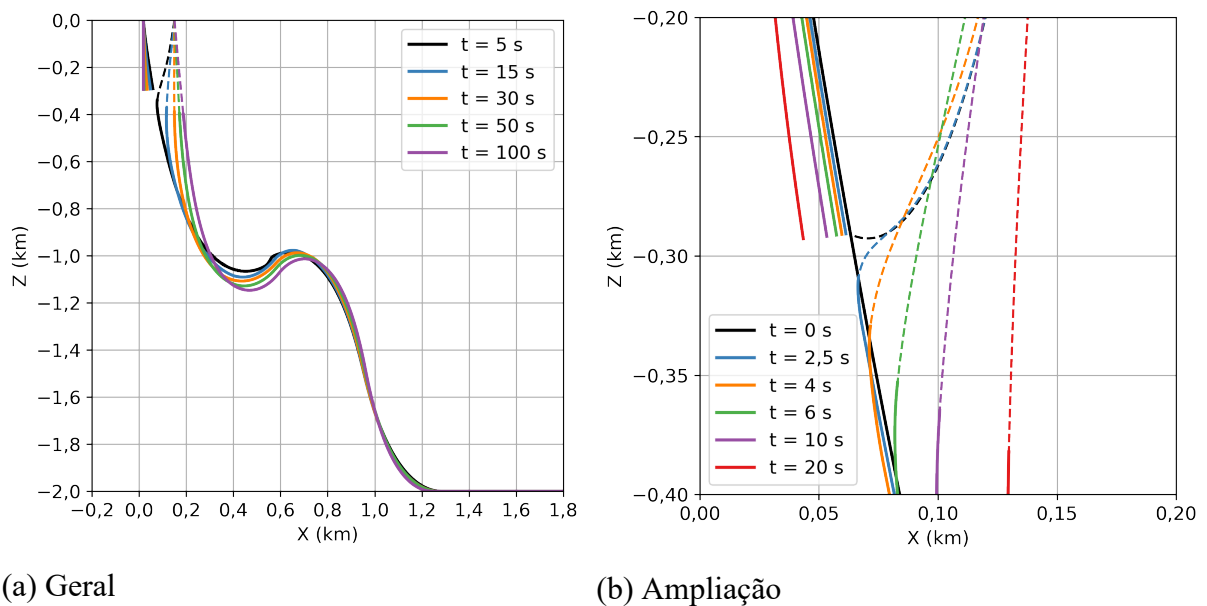 0,0
−0,2
−0,4
−0,6
−0,8
−1,0
−1,2
−1,4
−1,6
−1,8
−2,0
Z (km)
−0,2 0,0 0,2 0,4 0,6 0,8 1,0 1,2 1,4 1,6 1,8
X (km)
t = 5 s
t = 15 s
t = 30 s
t = 50 s
t = 100 s
(a) Geral
−0,20
−0,25
−0,30
−0,35
−0,40
Z (km)
0,00 0,05 0,10 0,15 0,20
X (km)
t = 0 s
t = 2,5 s
t = 4 s
t = 6 s
t = 10 s
t = 20 s
(b) Ampliação